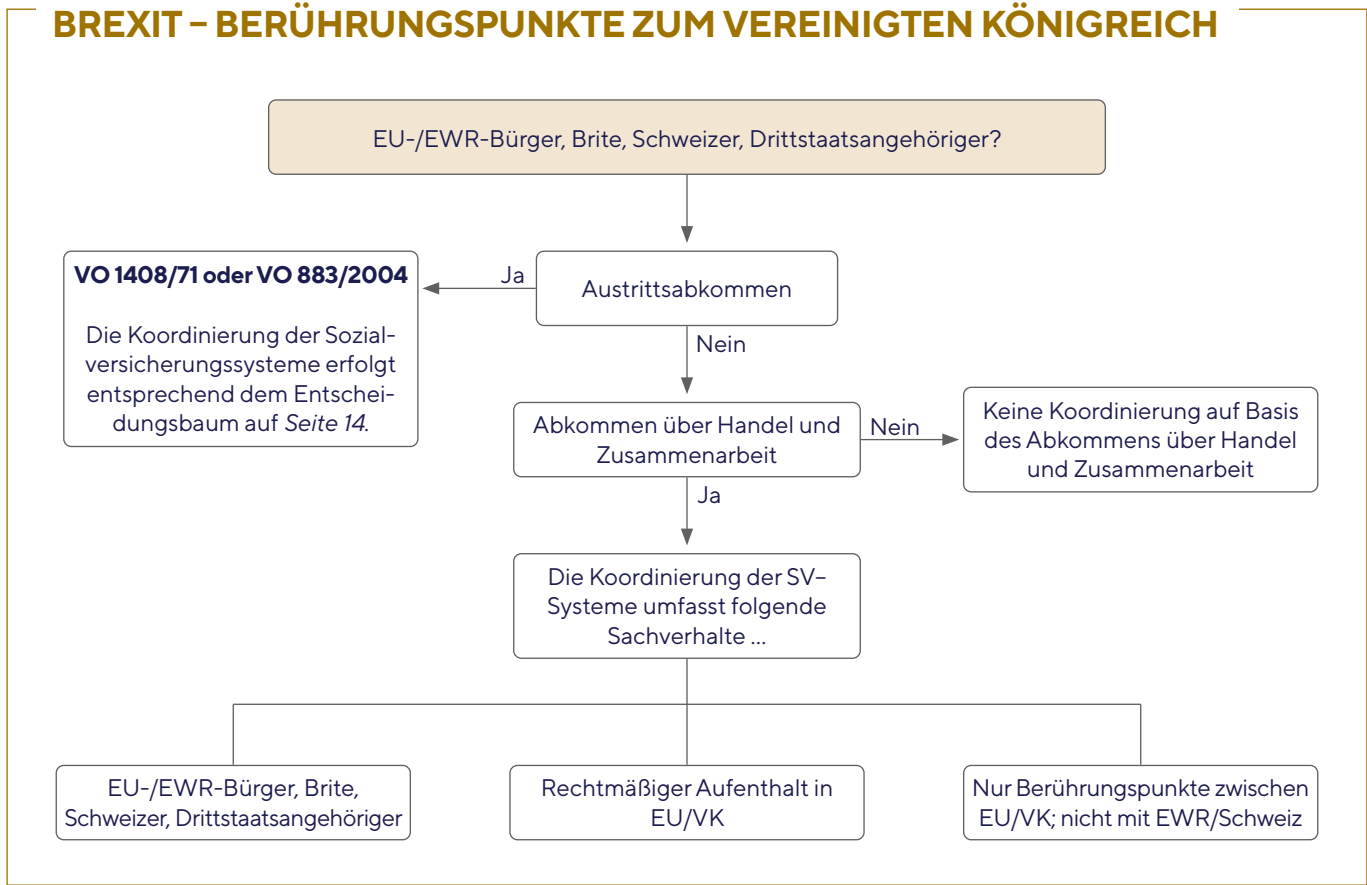 BREXIT – BERÜHRUNGSPUNKTE ZUM VEREINIGTEN KÖNIGREICH
EU-/EWR-Bürger, Brite, Schweizer, Drittstaatsangehöriger?
VO 1408/71 oder VO 883/2004
Die Koordinierung der Sozial-
versicherungssysteme erfolgt
entsprechend dem Entschei-
dungsbaum auf Seite 14.
Ja
Austrittsabkommen
Nein
Abkommen über Handel und
Zusammenarbeit
Nein
Keine Koordinierung auf Basis
des Abkommens über Handel
und Zusammenarbeit
Ja
Die Koordinierung der SV–
Systeme umfasst folgende
Sachverhalte ...
EU-/EWR-Bürger, Brite,
Schweizer, Drittstaatsangehöriger
Rechtmäßiger Aufenthalt in
EU/VK
Nur Berührungspunkte zwischen
EU/VK; nicht mit EWR/Schweiz